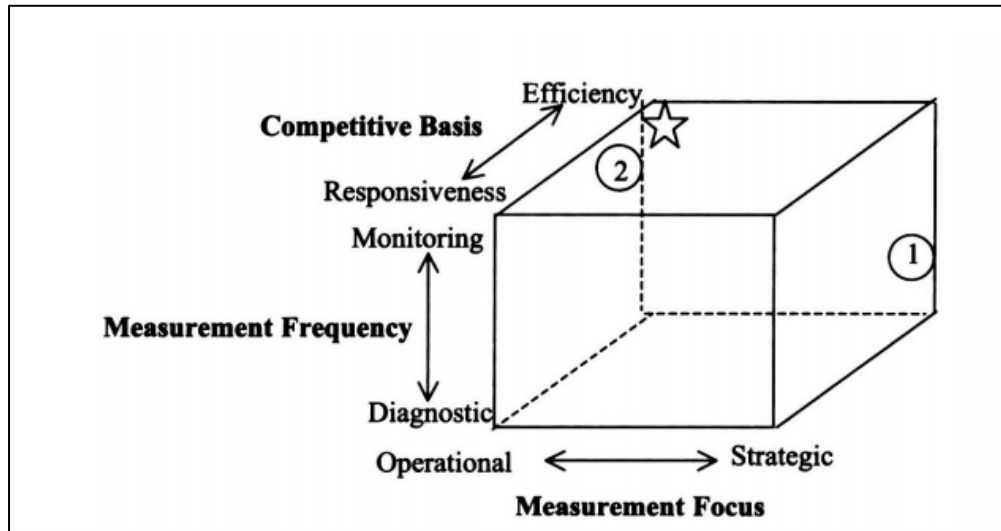 Efficiency
Competitive Basis
2
Responsiveness
Monitoring
1
Measurement Frequency
Diagnostic
Operational
Strategic
Measurement Focus